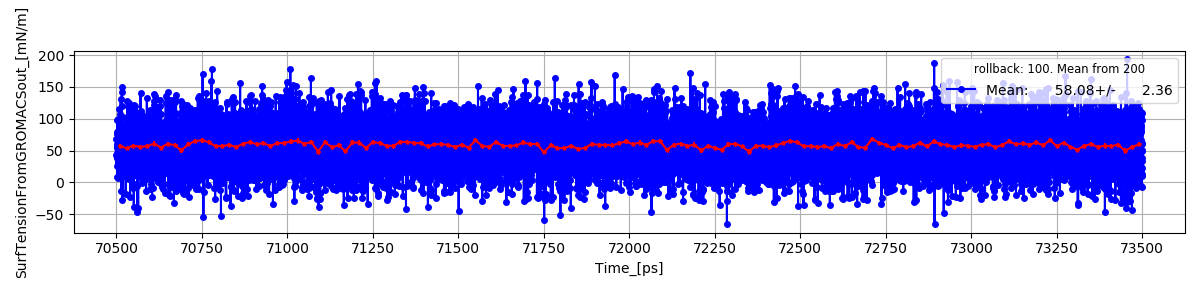 SurfTensionFromGROMACSout_[mN/m]
200
150
100
50
0
−50
rollback: 100. Mean from 200
Mean: 58.08+/- 2.36
70500 70750 71000 71250 71500 71750 72000 72250 72500 72750 73000 73250 73500
Time_[ps]